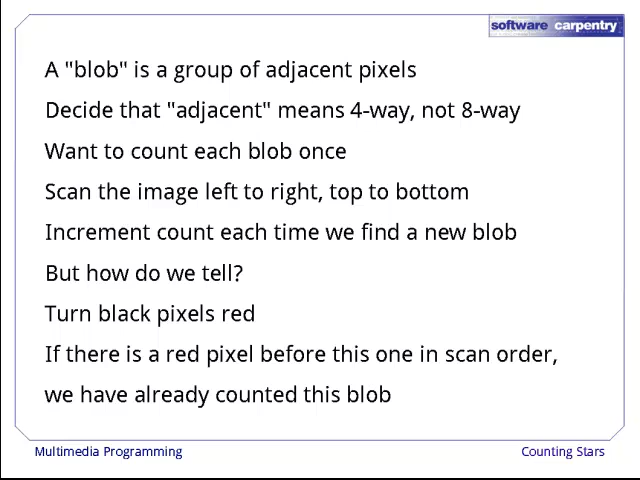 software carpentry
A "blob" is a group of adjacent pixels
Decide that "adjacent" means 4-way, not 8-way
Want to count each blob once
Scan the image left to right, top to bottom
Increment count each time we find a new blob
But how do we tell?
Turn black pixels red
If there is a red pixel before this one in scan order,
we have already counted this blob
Multimedia Programming
Counting Stars